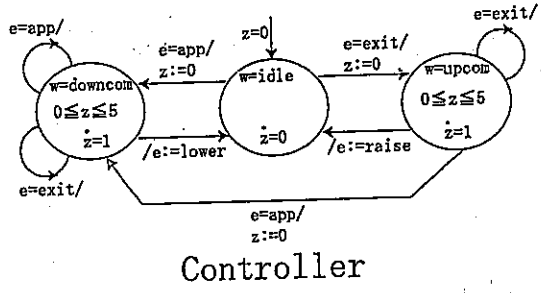 e=app/
z=0
e=exit/
e=app/
z:=0
e=exit/
z:=0
w=downcom
0≦z≦5
ż=1
w=idle
ż=0
w=upcom
0≦z≦5
ż=1
/e:=lower
/e:=raise
e=exit/
e=app/
z:=0
Controller